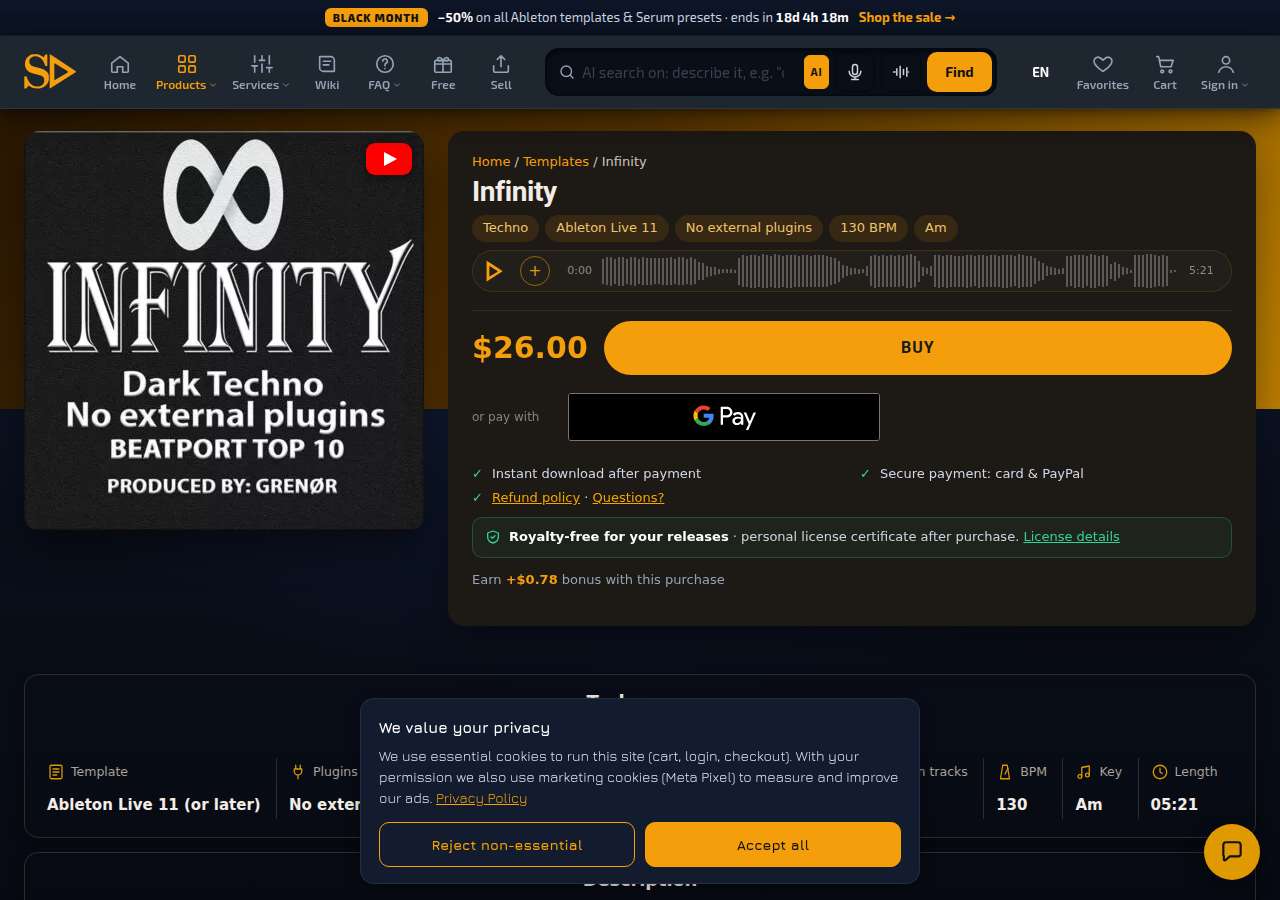 BLACK MONTH −50% on all Ableton templates & Serum presets · ends in 18d 4h 18m Shop the sale →
SD Home Products Services Wiki FAQ Free Sell AI search on: describe it, e.g. AI Find EN Favorites Cart Sign in
INFINITY
Dark Techno
No external plugins
BEATPORT TOP 10
PRODUCED BY: GRENØR
Home / Templates / Infinity
Infinity
Techno Ableton Live 11 No external plugins 130 BPM Am
+ 0:00 5:21
$26.00 BUY
or pay with G Pay
✓ Instant download after payment ✓ Secure payment: card & PayPal
✓ Refund policy · Questions?
Royalty-free for your releases · personal license certificate after purchase. License details
Earn +$0.78 bonus with this purchase
Template Plugins tracks BPM Key Length
Ableton Live 11 (or later) No 130 Am 05:21
We value your privacy
We use essential cookies to run this site (cart, login, checkout). With your
permission we also use marketing cookies (Meta Pixel) to measure and improve
our ads. Privacy Policy
Reject non-essential Accept all